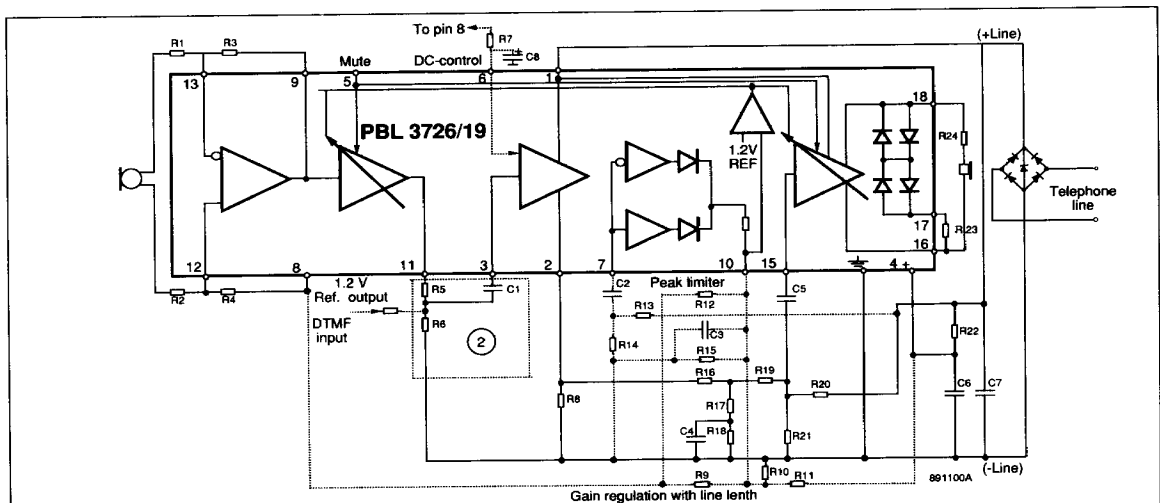 To pin 8
R7
C8
(+Line)
R1
R3
Mute
DC-control
13
9
5
6
1
18
PBL 3726/19
1.2V
REF
R24
Telephone
line
17
R23
16
12
8
11
3
2
7
10
15
4 +
R2
R4
1.2 V
Ref. output
DTMF
input
R5
C1
R6
2
C2
Peak limiter
R12
C5
R13
R22
R14
C3
R15
R16
R19
R20
C6
C7
R8
R17
C4
R18
R21
R10
R9
R11
(-Line)
891100A
Gain regulation with line lenth